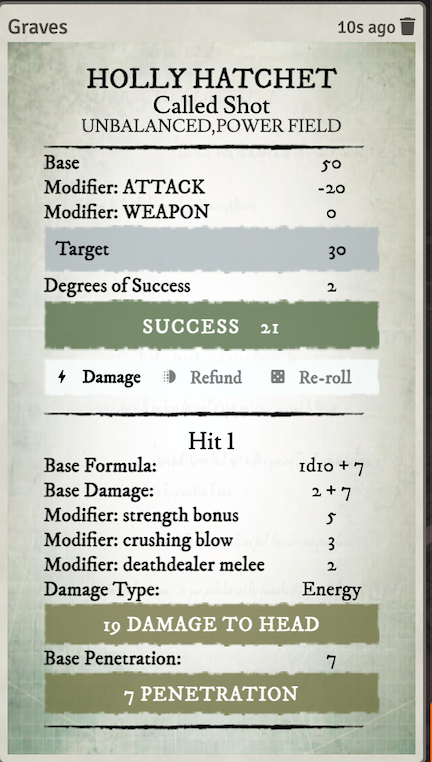 Graves 10s ago
HOLLY HATCHET
Called Shot
UNBALANCED,POWER FIELD
Base 50
Modifier: ATTACK -20
Modifier: WEAPON 0
Target 30
Degrees of Success 2
SUCCESS 21
Damage Refund Re-roll
Hit 1
Base Formula: 1d10 + 7
Base Damage: 2 + 7
Modifier: strength bonus 5
Modifier: crushing blow 3
Modifier: deathdealer melee 2
Damage Type: Energy
19 DAMAGE TO HEAD
Base Penetration: 7
7 PENETRATION